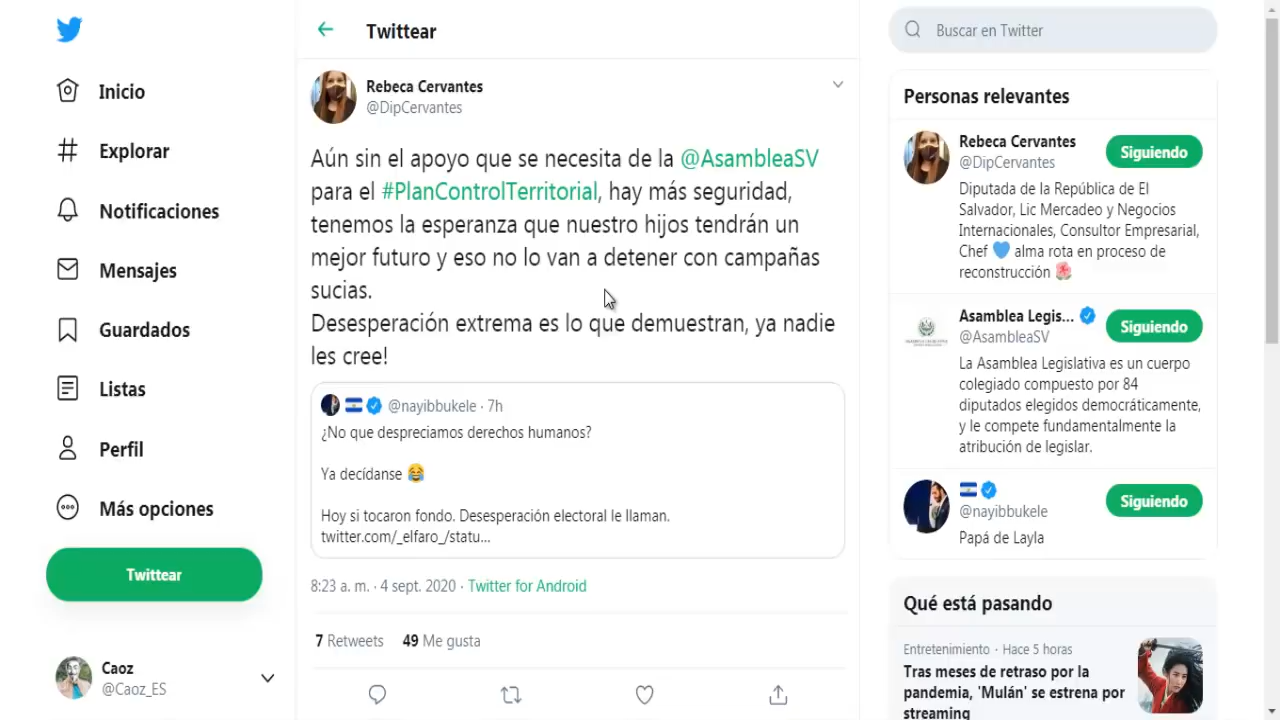 Inicio
Explorar
Notificaciones
Mensajes
Guardados
Listas
Perfil
Más opciones
Twittear
Caoz
@Caoz_ES
Twittear
Rebeca Cervantes
@DipCervantes
Aún sin el apoyo que se necesita de la @AsambleaSV
para el #PlanControlTerritorial, hay más seguridad,
tenemos la esperanza que nuestro hijos tendrán un
mejor futuro y eso no lo van a detener con campañas
sucias.
Desesperación extrema es lo que demuestran, ya nadie
les cree!
@nayibbukele · 7h
¿No que despreciamos derechos humanos?
Ya decídanse 😂
Hoy si tocaron fondo. Desesperación electoral le llaman.
twitter.com/_elfaro_/statu...
8:23 a. m. · 4 sept. 2020 · Twitter for Android
7 Retweets 49 Me gusta
Buscar en Twitter
Personas relevantes
Rebeca Cervantes
@DipCervantes
Siguiendo
Diputada de la República de El
Salvador, Lic Mercadeo y Negocios
Internacionales, Consultor Empresarial,
Chef 💙 alma rota en proceso de
reconstrucción 🌹
Asamblea Legis...
@AsambleaSV
Siguiendo
La Asamblea Legislativa es un cuerpo
colegiado compuesto por 84
diputados elegidos democráticamente,
y le compete fundamentalmente la
atribución de legislar.
@nayibbukele
Siguiendo
Papá de Layla
Qué está pasando
Entretenimiento · Hace 5 horas
Tras meses de retraso por la
pandemia, 'Mulán' se estrena por
streaming